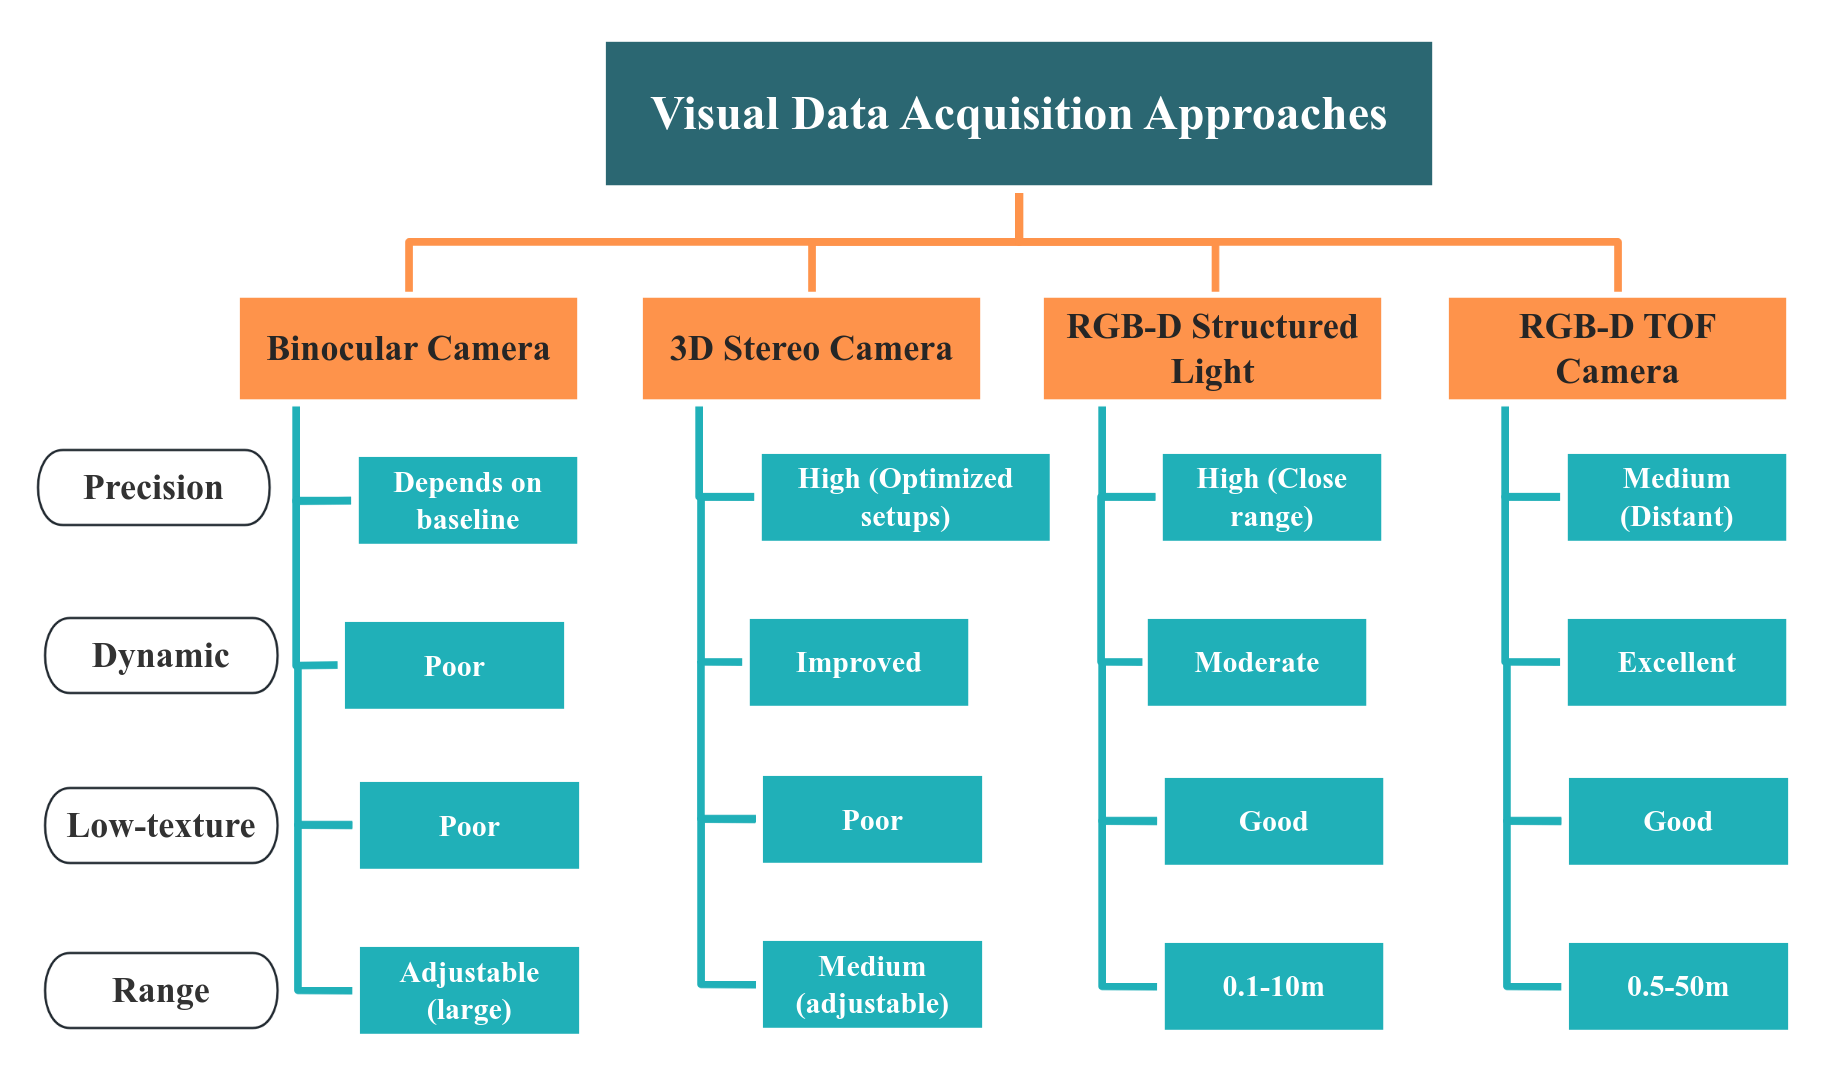 Visual Data Acquisition Approaches
Binocular Camera
3D Stereo Camera
RGB-D Structured
Light
RGB-D TOF
Camera
Precision
Depends on
baseline
High (Optimized
setups)
High (Close
range)
Medium
(Distant)
Dynamic
Poor
Improved
Moderate
Excellent
Low-texture
Poor
Poor
Good
Good
Range
Adjustable
(large)
Medium
(adjustable)
0.1-10m
0.5-50m